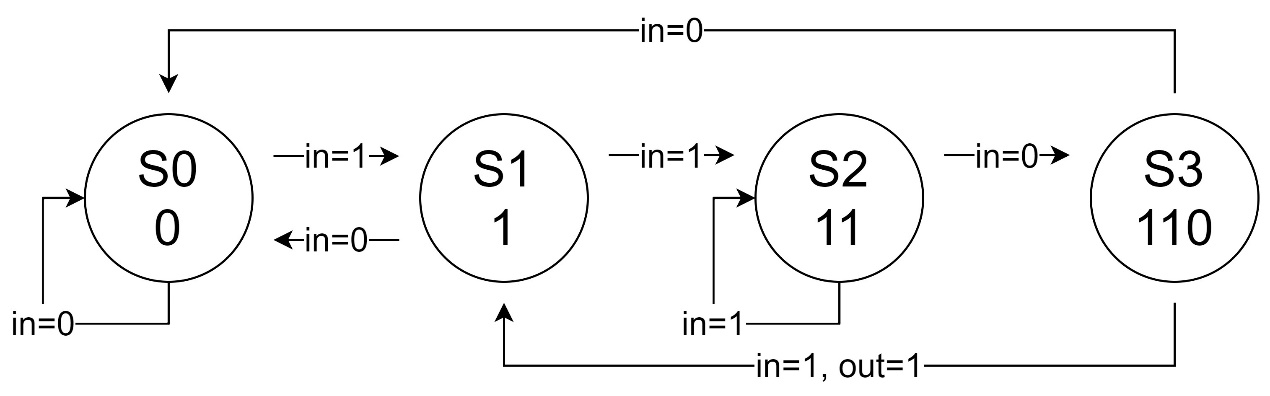 in=0
S0
0
in=1
in=0
S1
1
in=1
S2
11
in=0
S3
110
in=0
in=1
in=1, out=1